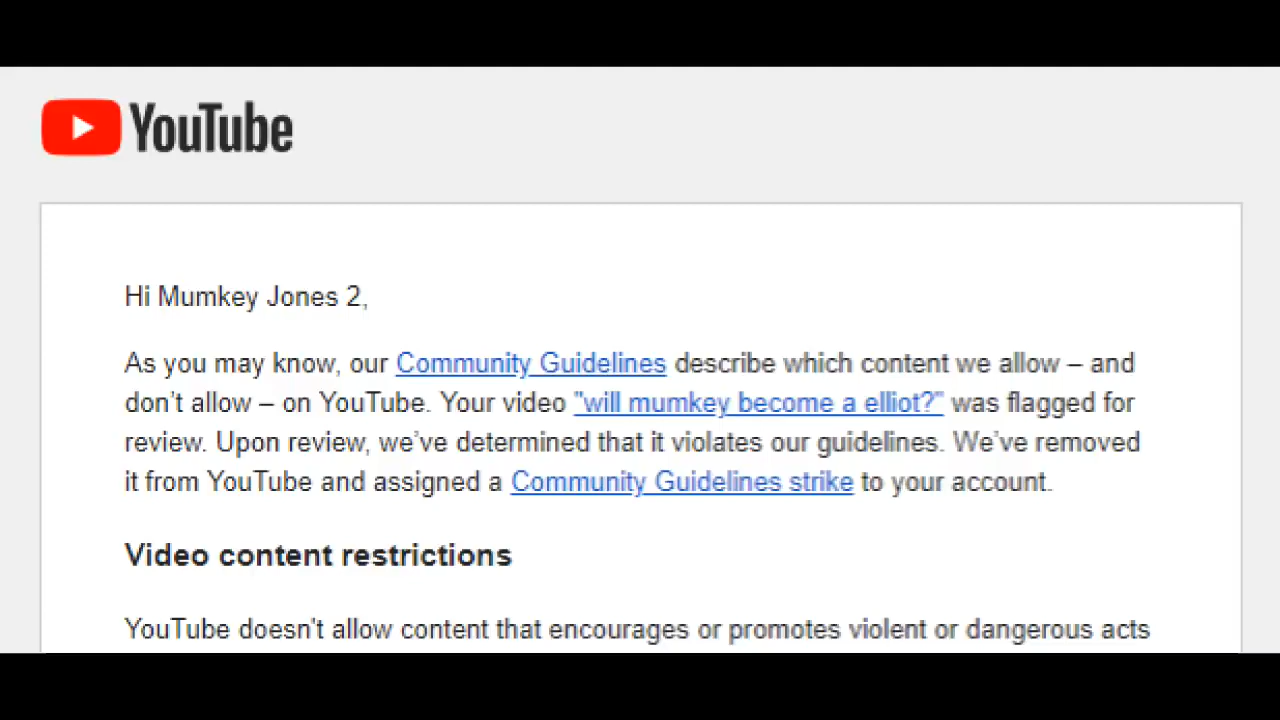 YouTube
Hi Mumkey Jones 2,
As you may know, our Community Guidelines describe which content we allow – and
don't allow – on YouTube. Your video "will mumkey become a elliot?" was flagged for
review. Upon review, we've determined that it violates our guidelines. We've removed
it from YouTube and assigned a Community Guidelines strike to your account.
Video content restrictions
YouTube doesn't allow content that encourages or promotes violent or dangerous acts